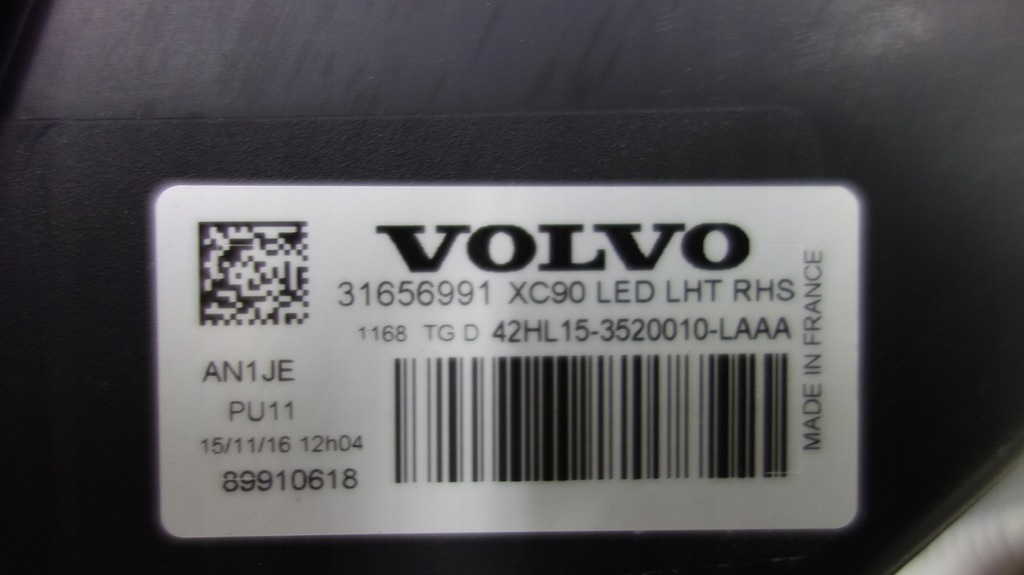 VOLVO
31656991 XC90 LED LHT RHS
1168 TG D 42HL15-3520010-LAAA
AN1JE
PU11
15/11/16 12h04
89910618
MADE IN FRANCE